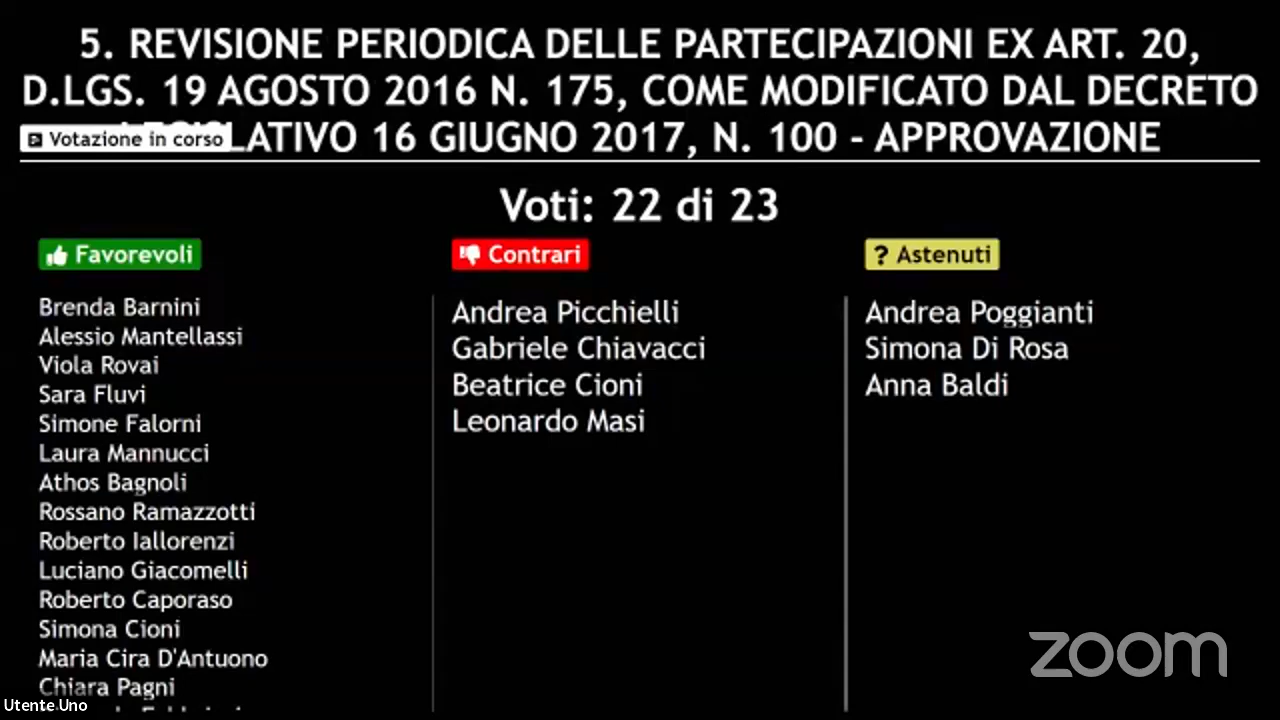 5. REVISIONE PERIODICA DELLE PARTECIPAZIONI EX ART. 20,
D.LGS. 19 AGOSTO 2016 N. 175, COME MODIFICATO DAL DECRETO
Votazione in corso LATIVO 16 GIUGNO 2017, N. 100 - APPROVAZIONE
Voti: 22 di 23
Favorevoli
Brenda Barnini
Alessio Mantellassi
Viola Rovai
Sara Fluvi
Simone Falorni
Laura Mannucci
Athos Bagnoli
Rossano Ramazzotti
Roberto Iallorenzi
Luciano Giacomelli
Roberto Caporaso
Simona Cioni
Maria Cira D'Antuono
Chiara Pagni
Contrari
Andrea Picchielli
Gabriele Chiavacci
Beatrice Cioni
Leonardo Masi
? Astenuti
Andrea Poggianti
Simona Di Rosa
Anna Baldi
zoom
Utente Uno